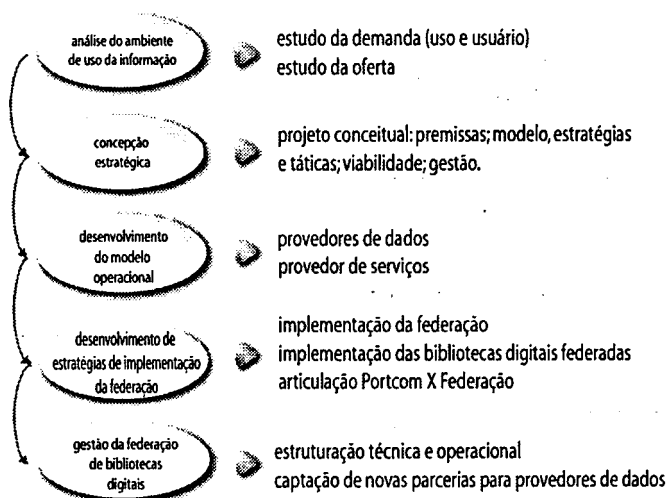 análise do ambiente
de uso da informação
estudo da demanda (uso e usuário)
estudo da oferta
concepção
estratégica
projeto conceitual: premissas; modelo, estratégias
e táticas; viabilidade; gestão.
desenvolvimento
do modelo
operacional
provedores de dados
provedor de serviços
desenvolvimento de
estratégias de implementação
da federação
implementação da federação
implementação das bibliotecas digitais federadas
articulação Portcom X Federação
gestão da federação
de bibliotecas
digitais
estruturação técnica e operacional
captação de novas parcerias para provedores de dados